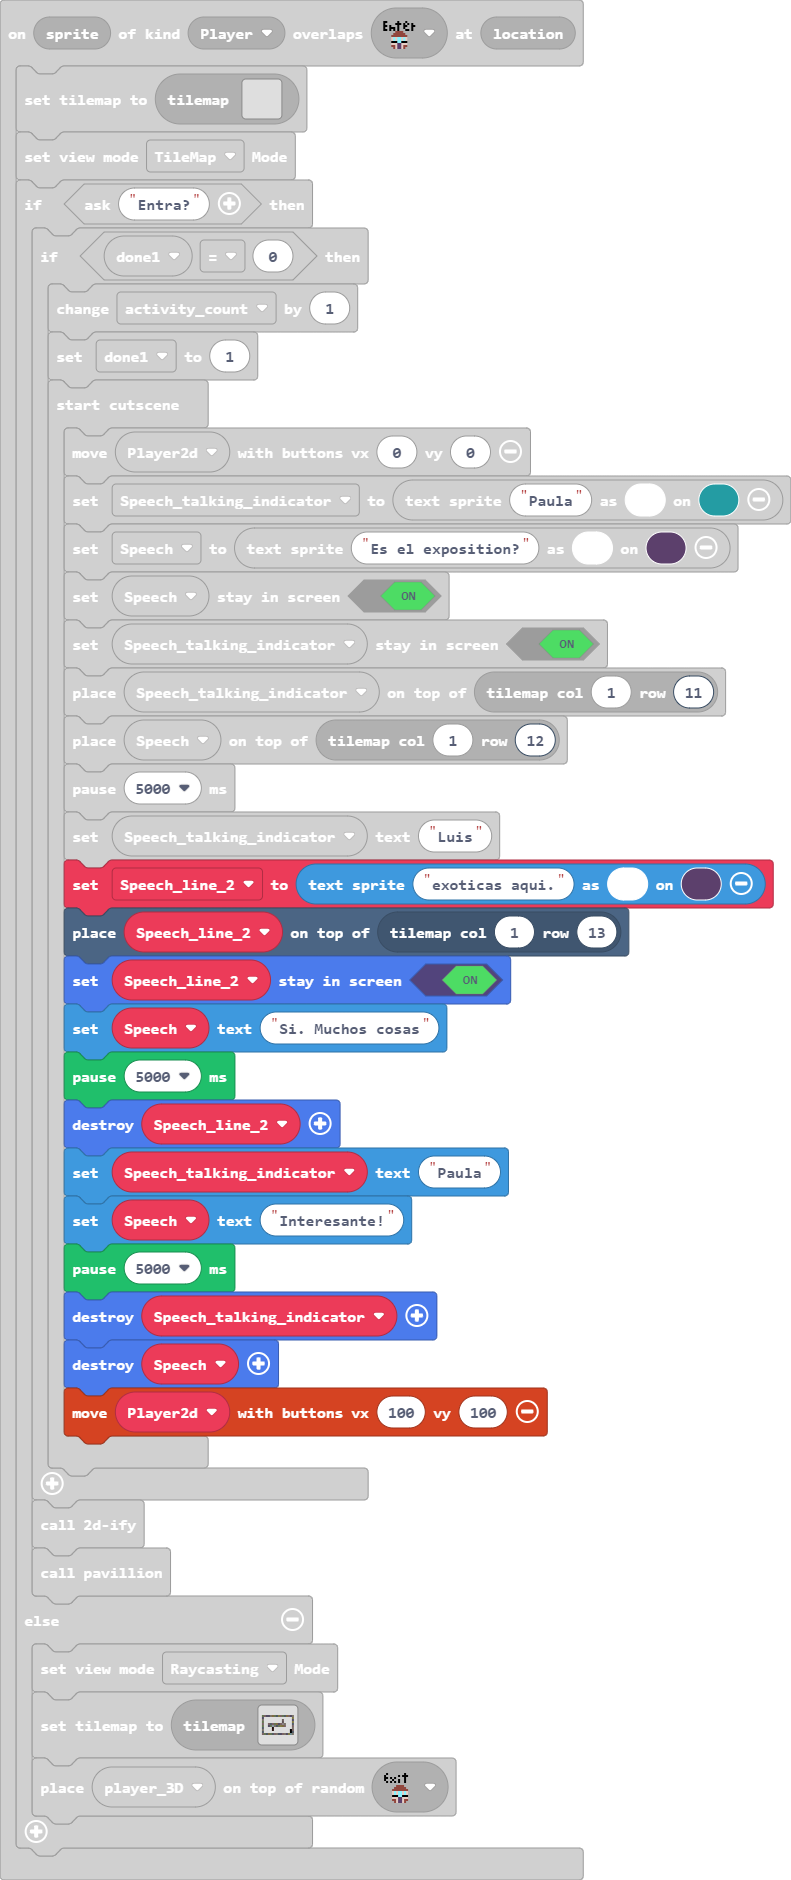 on sprite of kind Player overlaps Enter at location
set tilemap to tilemap
set view mode TileMap Mode
if ask "Entra?" then
if done1 = 0 then
change activity_count by 1
set done1 to 1
start cutscene
move Player2d with buttons vx 0 vy 0
set Speech_talking_indicator to text sprite "Paula" as on
set Speech to text sprite "Es el exposition?" as on
set Speech stay in screen ON
set Speech_talking_indicator stay in screen ON
place Speech_talking_indicator on top of tilemap col 1 row 11
place Speech on top of tilemap col 1 row 12
pause 5000 ms
set Speech_talking_indicator text "Luis"
set Speech_line_2 to text sprite "exoticas aqui." as on
place Speech_line_2 on top of tilemap col 1 row 13
set Speech_line_2 stay in screen ON
set Speech text "Si. Muchos cosas"
pause 5000 ms
destroy Speech_line_2
set Speech_talking_indicator text "Paula"
set Speech text "Interesante!"
pause 5000 ms
destroy Speech_talking_indicator
destroy Speech
move Player2d with buttons vx 100 vy 100
call 2d-ify
call pavillion
else
set view mode Raycasting Mode
set tilemap to tilemap
place player_3D on top of random Exit